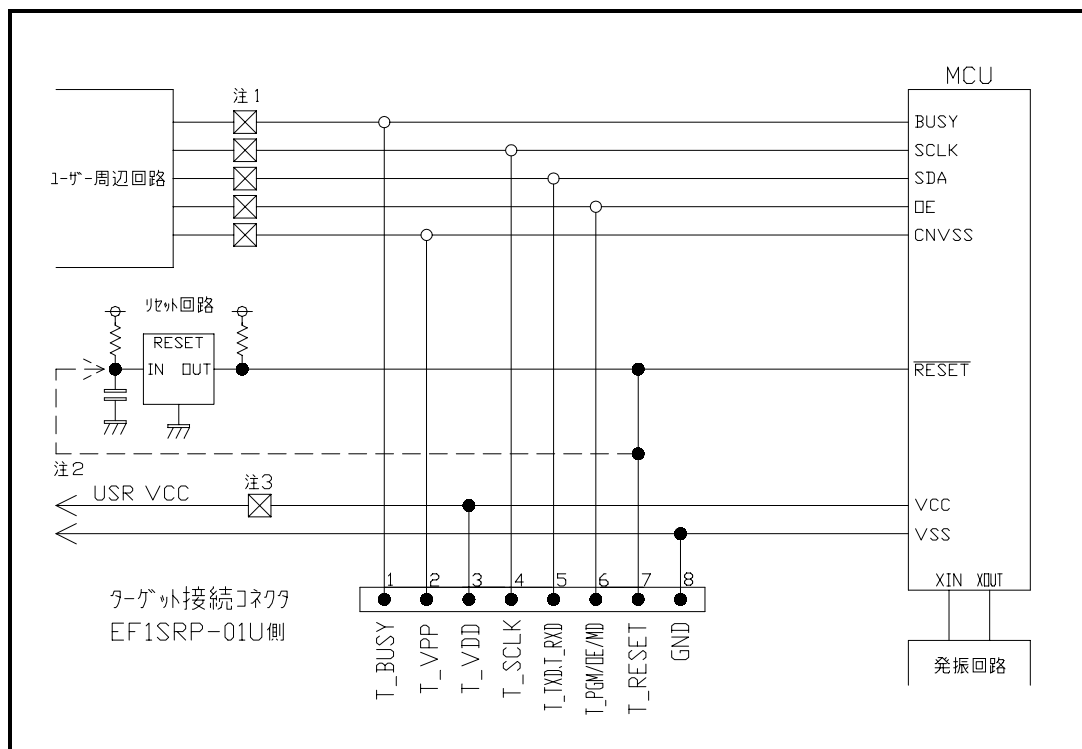 MCU
注1
BUSY
SCLK
ユーザー周辺回路
SDA
OE
CNVSS
リセット回路
RESET
IN OUT
RESET
注2
注3
USR VCC
VCC
VSS
XIN XOUT
1 2 3 4 5 6 7 8
ターゲット接続コネクタ
EF1SRP-01U側
T_BUSY
T_VPP
T_VDD
T_SCLK
T_TXD.T_RXD
T_PGM/OE/MD
T_RESET
GND
発振回路